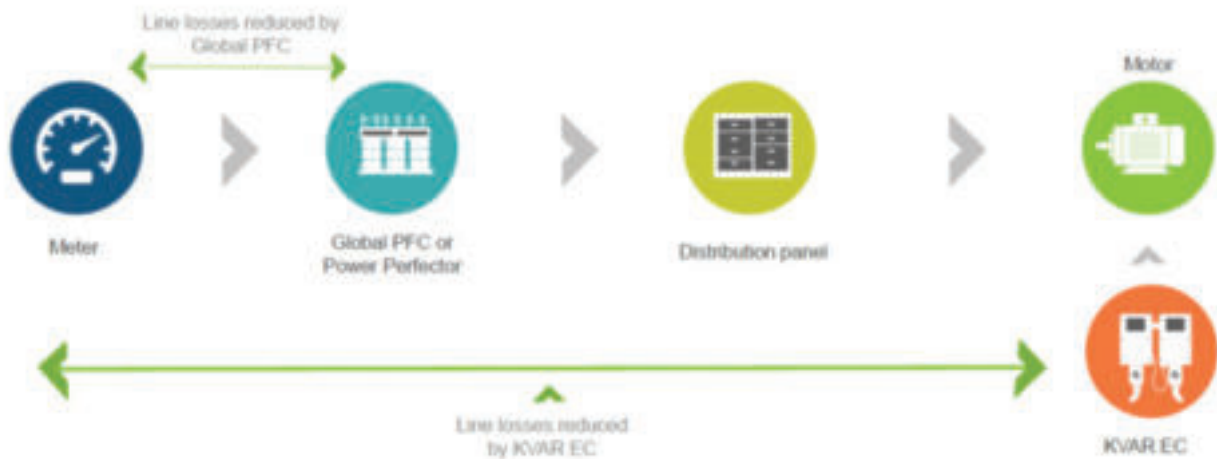 Line losses reduced by
Global PFC
Motor
Meter
Global PFC or
Power Perfector
Distribution panel
Line losses reduced
by KVAR EC
KVAR EC